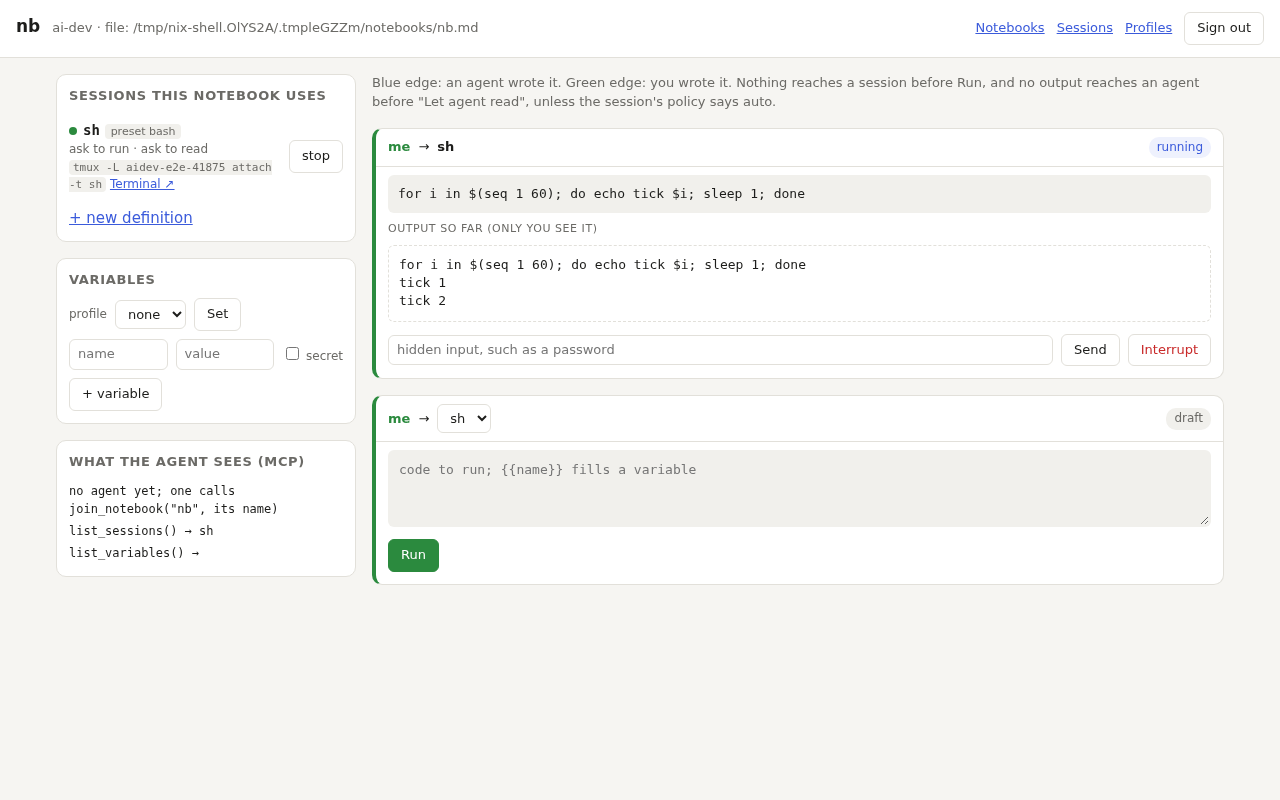 nb ai-dev · file: /tmp/nix-shell.OlYS2A/.tmpleGZZm/notebooks/nb.md Notebooks Sessions Profiles Sign out
SESSIONS THIS NOTEBOOK USES
sh preset bash
ask to run · ask to read
tmux -L aidev-e2e-41875 attach
-t sh Terminal ↗
stop
+ new definition
VARIABLES
profile none Set
name value secret
+ variable
WHAT THE AGENT SEES (MCP)
no agent yet; one calls
join_notebook("nb", its name)
list_sessions() → sh
list_variables() →
Blue edge: an agent wrote it. Green edge: you wrote it. Nothing reaches a session before Run, and no output reaches an agent
before "Let agent read", unless the session's policy says auto.
me → sh running
for i in $(seq 1 60); do echo tick $i; sleep 1; done
OUTPUT SO FAR (ONLY YOU SEE IT)
for i in $(seq 1 60); do echo tick $i; sleep 1; done
tick 1
tick 2
hidden input, such as a password Send Interrupt
me → sh draft
code to run; {{name}} fills a variable
Run